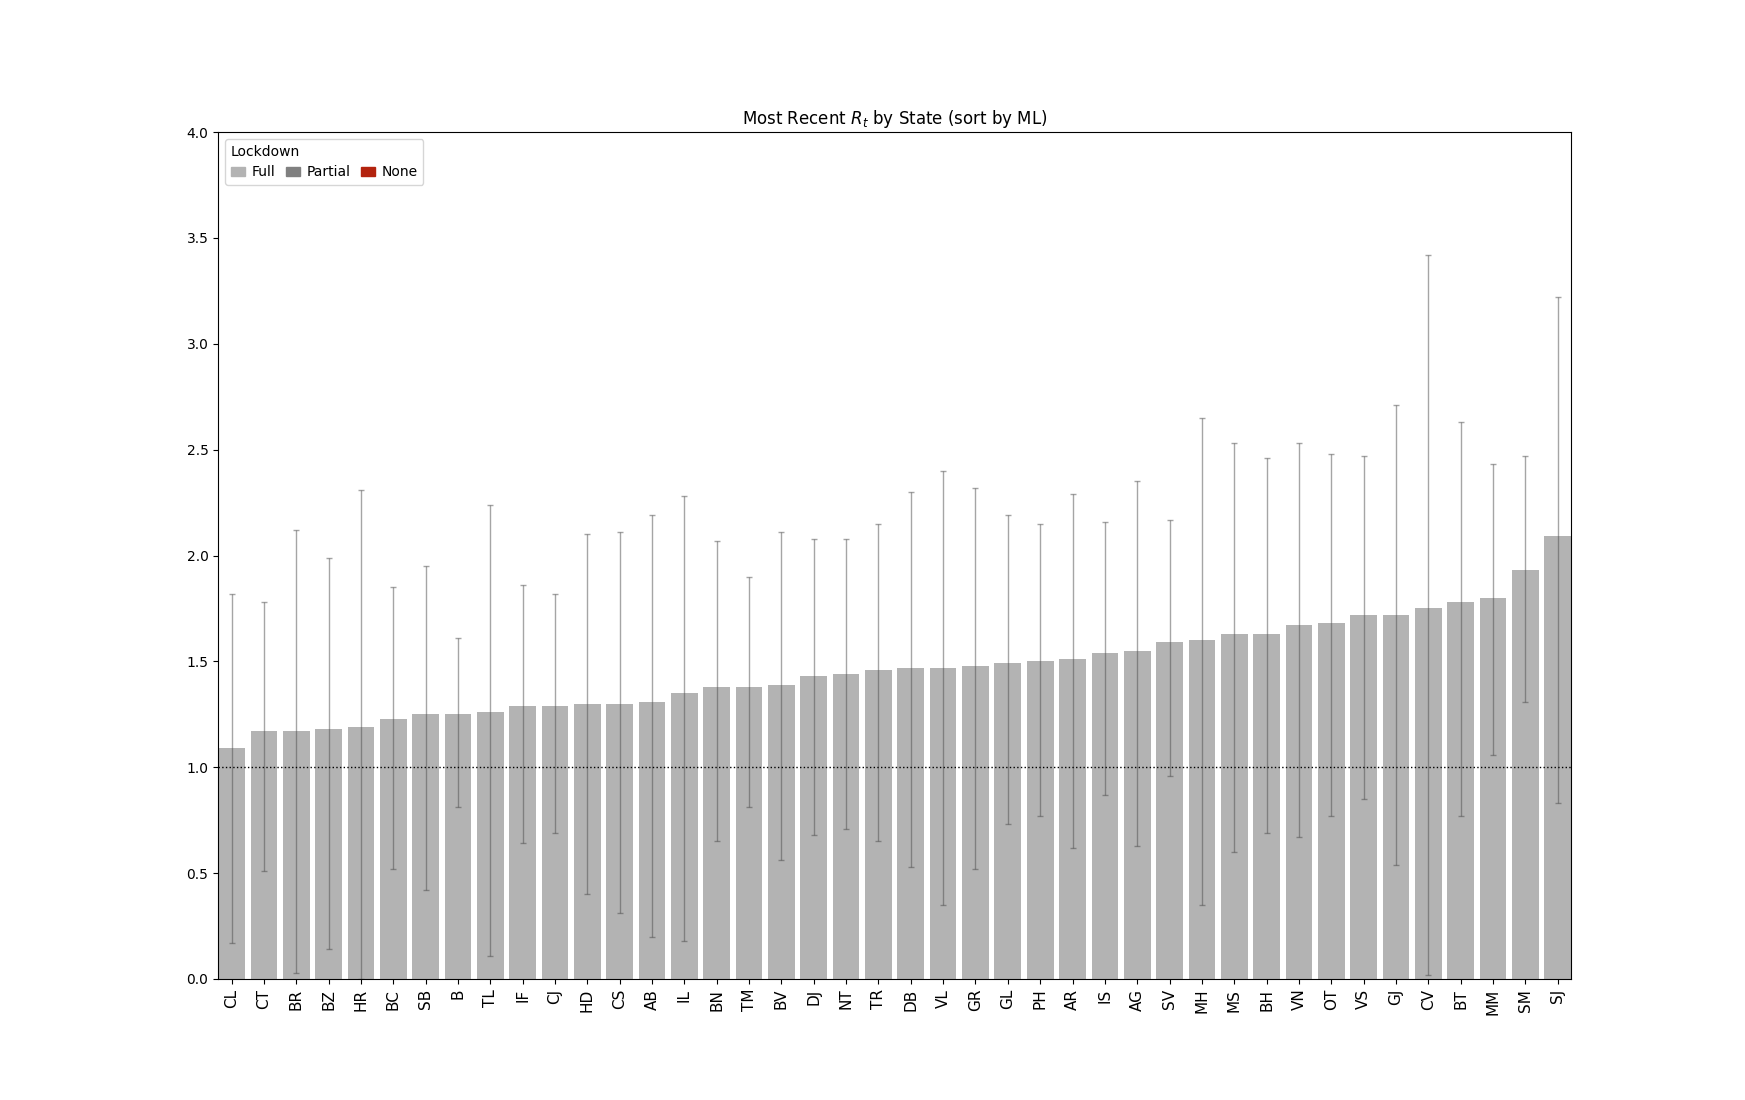 Most Recent R_t by State (sort by ML)
4.0
Lockdown
Full Partial None
3.5
3.0
2.5
2.0
1.5
1.0
0.5
0.0
CL CT BR BZ HR BC SB B TL IF CJ HD CS AB IL BN TM BV DJ NT TR DB VL GR GL PH AR IS AG SV MH MS BH VN OT VS GJ CV BT MM SM SJ